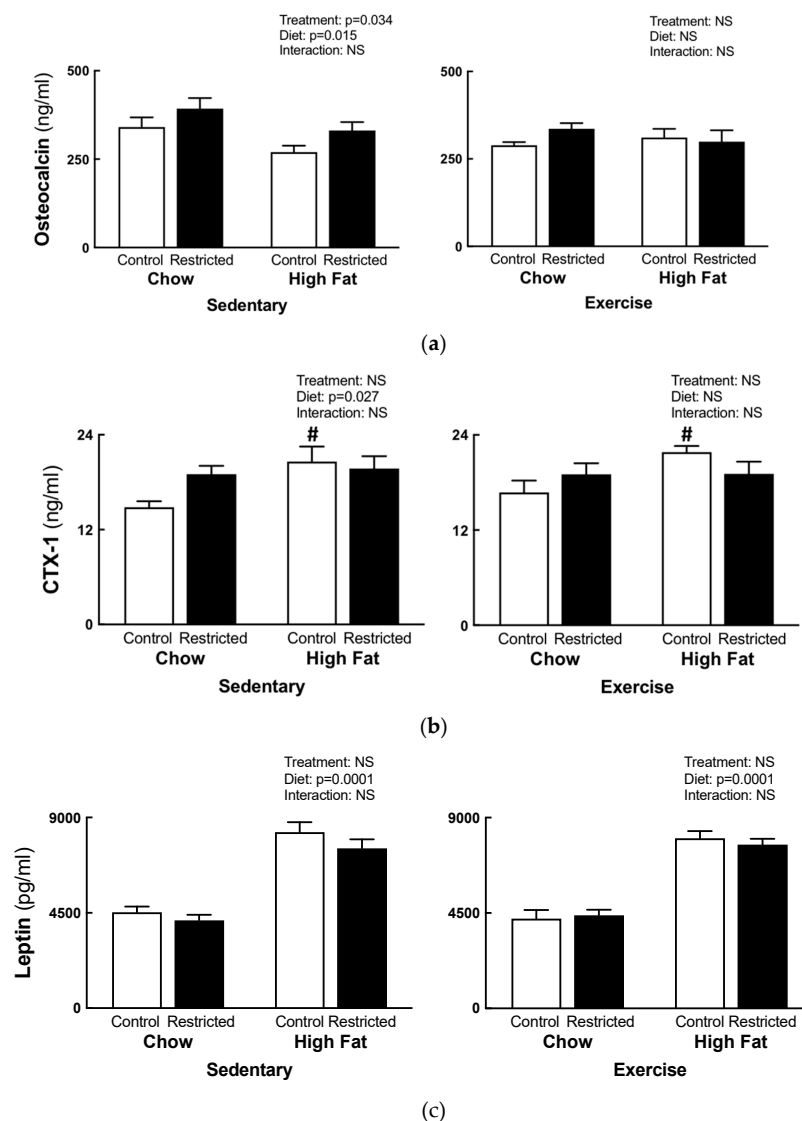 Treatment: p=0.034
Diet: p=0.015
Interaction: NS
Treatment: NS
Diet: NS
Interaction: NS
Osteocalcin (ng/ml)
500
250
0
500
250
0
Control Restricted Control Restricted
Chow High Fat
Sedentary
Control Restricted Control Restricted
Chow High Fat
Exercise
(a)
Treatment: NS
Diet: p=0.027
Interaction: NS
Treatment: NS
Diet: NS
Interaction: NS
CTX-1 (ng/ml)
24
12
0
#
24
12
0
#
Control Restricted Control Restricted
Chow High Fat
Sedentary
Control Restricted Control Restricted
Chow High Fat
Exercise
(b)
Treatment: NS
Diet: p=0.0001
Interaction: NS
Treatment: NS
Diet: p=0.0001
Interaction: NS
Leptin (pg/ml)
9000
4500
0
9000
4500
0
Control Restricted Control Restricted
Chow High Fat
Sedentary
Control Restricted Control Restricted
Chow High Fat
Exercise
(c)